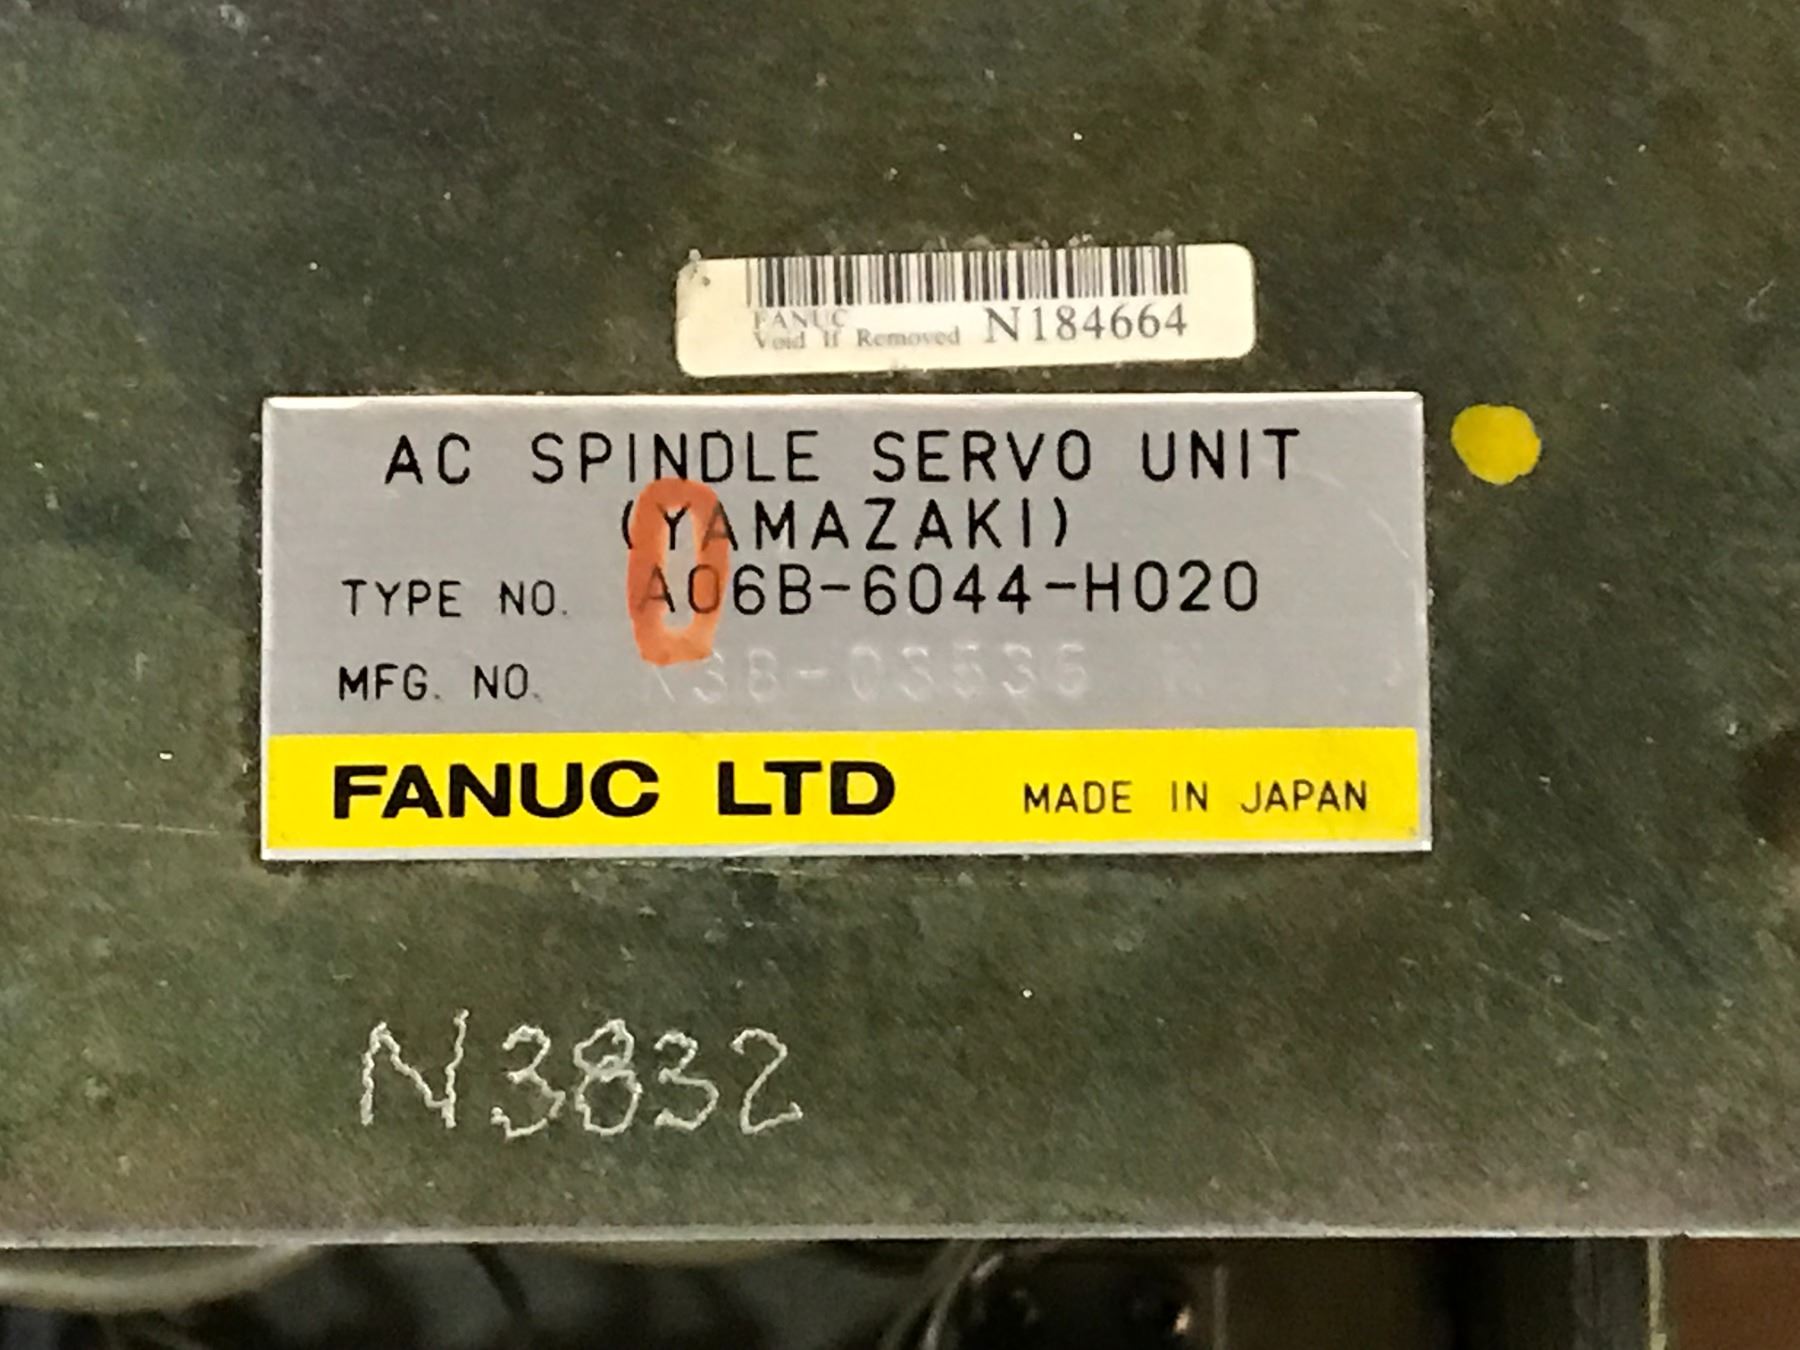 FANUC
Void If Removed N184664
AC SPINDLE SERVO UNIT
(YAMAZAKI)
TYPE NO. A06B-6044-H020
MFG. NO.
FANUC LTD MADE IN JAPAN
N3832